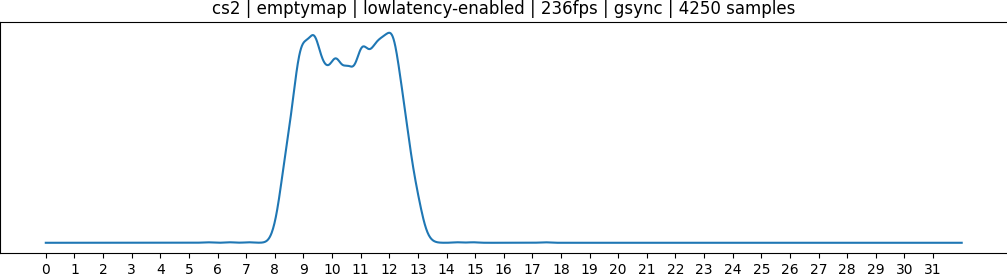 cs2 | emptymap | lowlatency-enabled | 236fps | gsync | 4250 samples
0 1 2 3 4 5 6 7 8 9 10 11 12 13 14 15 16 17 18 19 20 21 22 23 24 25 26 27 28 29 30 31